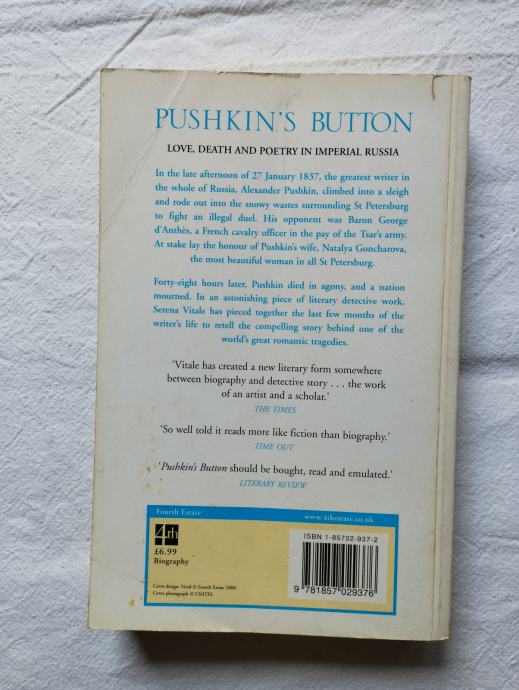 PUSHKIN'S BUTTON
LOVE, DEATH AND POETRY IN IMPERIAL RUSSIA
In the late afternoon of 27 January 1837, the greatest writer in
the whole of Russia, Alexander Pushkin, climbed into a sleigh
and rode out into the snowy wastes surrounding St Petersburg
to fight an illegal duel. His opponent was Baron George
d'Anthès, a French cavalry officer in the pay of the Tsar's army.
At stake lay the honour of Pushkin's wife, Natalya Goncharova,
the most beautiful woman in all St Petersburg.
Forty-eight hours later, Pushkin died in agony, and a nation
mourned. In an astonishing piece of literary detective work,
Serena Vitale has pieced together the last few months of the
writer's life to retell the compelling story behind one of the
world's great romantic tragedies.
'Vitale has created a new literary form somewhere
between biography and detective story . . . the work
of an artist and a scholar.'
THE TIMES
'So well told it reads more like fiction than biography.'
TIME OUT
'Pushkin's Button should be bought, read and emulated.'
LITERARY REVIEW
Fourth Estate
www.4thestate.co.uk
4th
£6.99
Biography
Cover design: Vivid © Fourth Estate 2000
Cover photograph © UNITEL
ISBN 1-85702-937-2
9 781857 029376